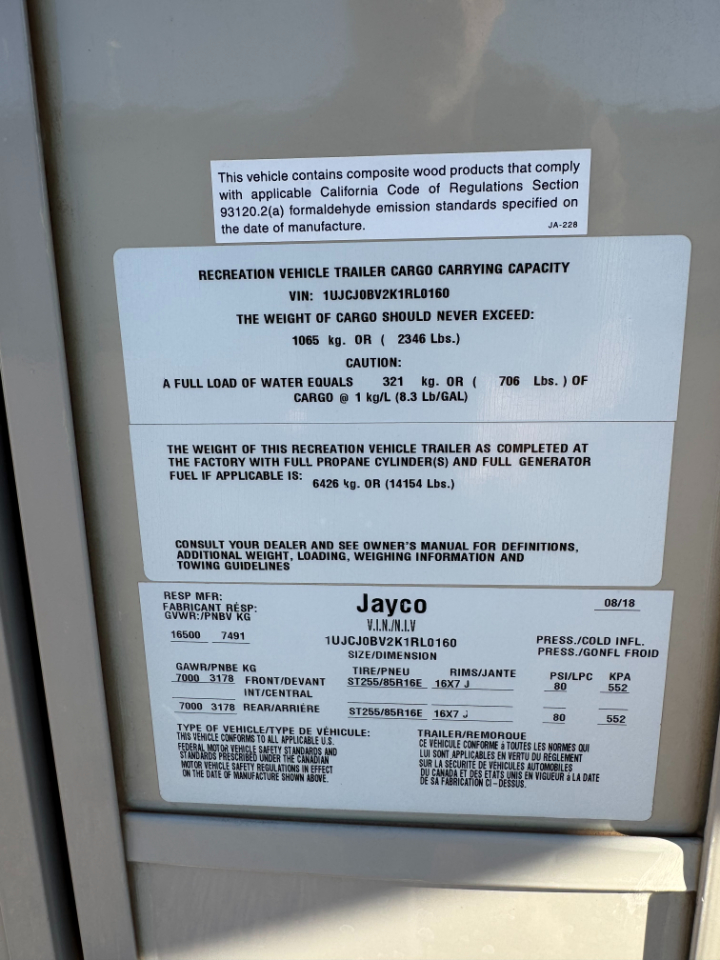 This vehicle contains composite wood products that comply
with applicable California Code of Regulations Section
93120.2(a) formaldehyde emission standards specified on
the date of manufacture. JA-228
RECREATION VEHICLE TRAILER CARGO CARRYING CAPACITY
VIN: 1UJCJ0BV2K1RL0160
THE WEIGHT OF CARGO SHOULD NEVER EXCEED:
1065 kg. OR ( 2346 Lbs.)
CAUTION:
A FULL LOAD OF WATER EQUALS 321 kg. OR ( 706 Lbs. ) OF
CARGO @ 1 kg/L (8.3 Lb/GAL)
THE WEIGHT OF THIS RECREATION VEHICLE TRAILER AS COMPLETED AT
THE FACTORY WITH FULL PROPANE CYLINDER(S) AND FULL GENERATOR
FUEL IF APPLICABLE IS: 6426 kg. OR (14154 Lbs.)
CONSULT YOUR DEALER AND SEE OWNER'S MANUAL FOR DEFINITIONS,
ADDITIONAL WEIGHT, LOADING, WEIGHING INFORMATION AND
TOWING GUIDELINES
RESP MFR: Jayco 08/18
FABRICANT RÉSP:
GVWR:/PNBV KG V.I.N./N.I.V
16500 7491 1UJCJ0BV2K1RL0160 PRESS./COLD INFL.
SIZE/DIMENSION PRESS./GONFL FROID
GAWR/PNBE KG TIRE/PNEU RIMS/JANTE PSI/LPC KPA
7000 3178 FRONT/DEVANT ST255/85R16E 16X7 J 80 552
INT/CENTRAL
7000 3178 REAR/ARRIÈRE ST255/85R16E 16X7 J 80 552
TYPE OF VEHICLE/TYPE DE VÉHICULE: TRAILER/REMORQUE
THIS VEHICLE CONFORMS TO ALL APPLICABLE U.S.
FEDERAL MOTOR VEHICLE SAFETY STANDARDS AND
STANDARDS PRESCRIBED UNDER THE CANADIAN
MOTOR VEHICLE SAFETY REGULATIONS IN EFFECT
ON THE DATE OF MANUFACTURE SHOWN ABOVE.
CE VÉHICULE CONFORME à TOUTES LES NORMES QUI
LUI SONT APPLICABLES EN VERTU DU REGLEMENT
SUR LA SECURITE DE VEHICULES AUTOMOBILES
DU CANADA ET DES ETATS UNIS EN VIGUEUR à LA DATE
DE SA FABRICATION CI-DESSUS.